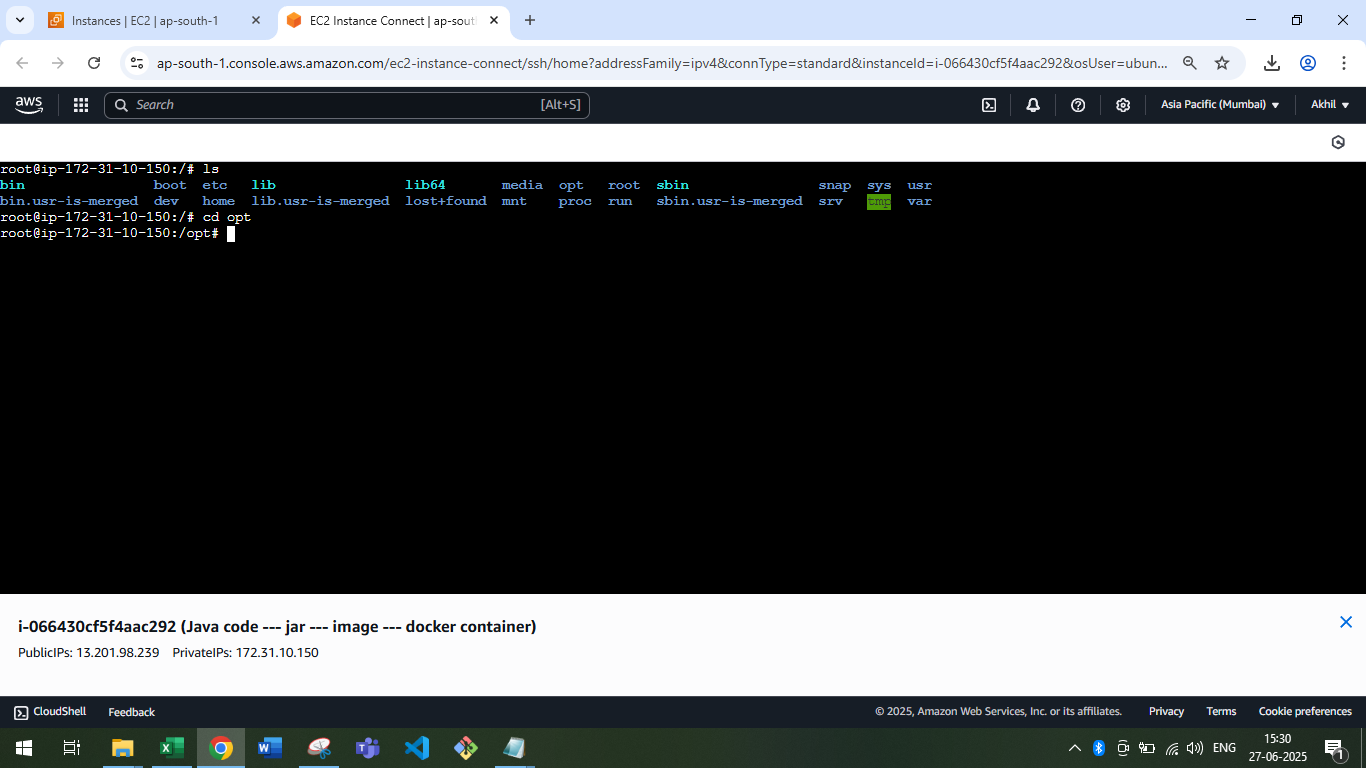 Instances | EC2 | ap-south-1
EC2 Instance Connect | ap-sout
ap-south-1.console.aws.amazon.com/ec2-instance-connect/ssh/home?addressFamily=ipv4&connType=standard&instanceId=i-066430cf5f4aac292&osUser=ubun...
aws Search [Alt+S] Asia Pacific (Mumbai) Akhil
root@ip-172-31-10-150:/# ls
bin boot etc lib lib64 media opt root sbin snap sys usr
bin.usr-is-merged dev home lib.usr-is-merged lost+found mnt proc run sbin.usr-is-merged srv tmp var
root@ip-172-31-10-150:/# cd opt
root@ip-172-31-10-150:/opt#
i-066430cf5f4aac292 (Java code --- jar --- image --- docker container)
PublicIPs: 13.201.98.239 PrivateIPs: 172.31.10.150
CloudShell Feedback © 2025, Amazon Web Services, Inc. or its affiliates. Privacy Terms Cookie preferences
ENG 15:30
27-06-2025 1